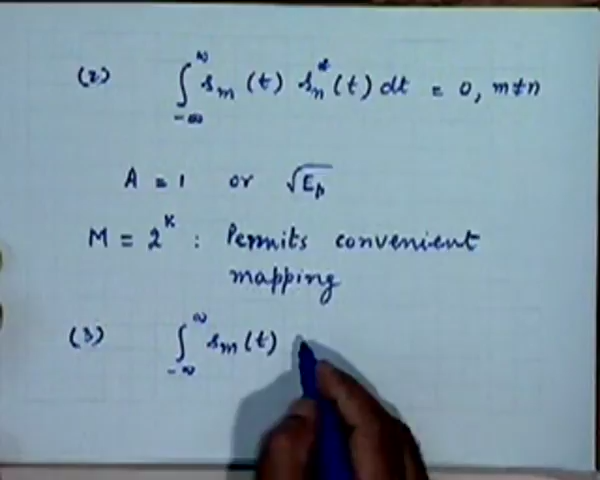 (2) ∫_{-∞}^{∞} s_m(t) s_n^*(t) dt = 0, m≠n
A = 1 or √E_p
M = 2^K : Permits convenient
mapping
(3) ∫_{-∞}^{∞} s_m(t)